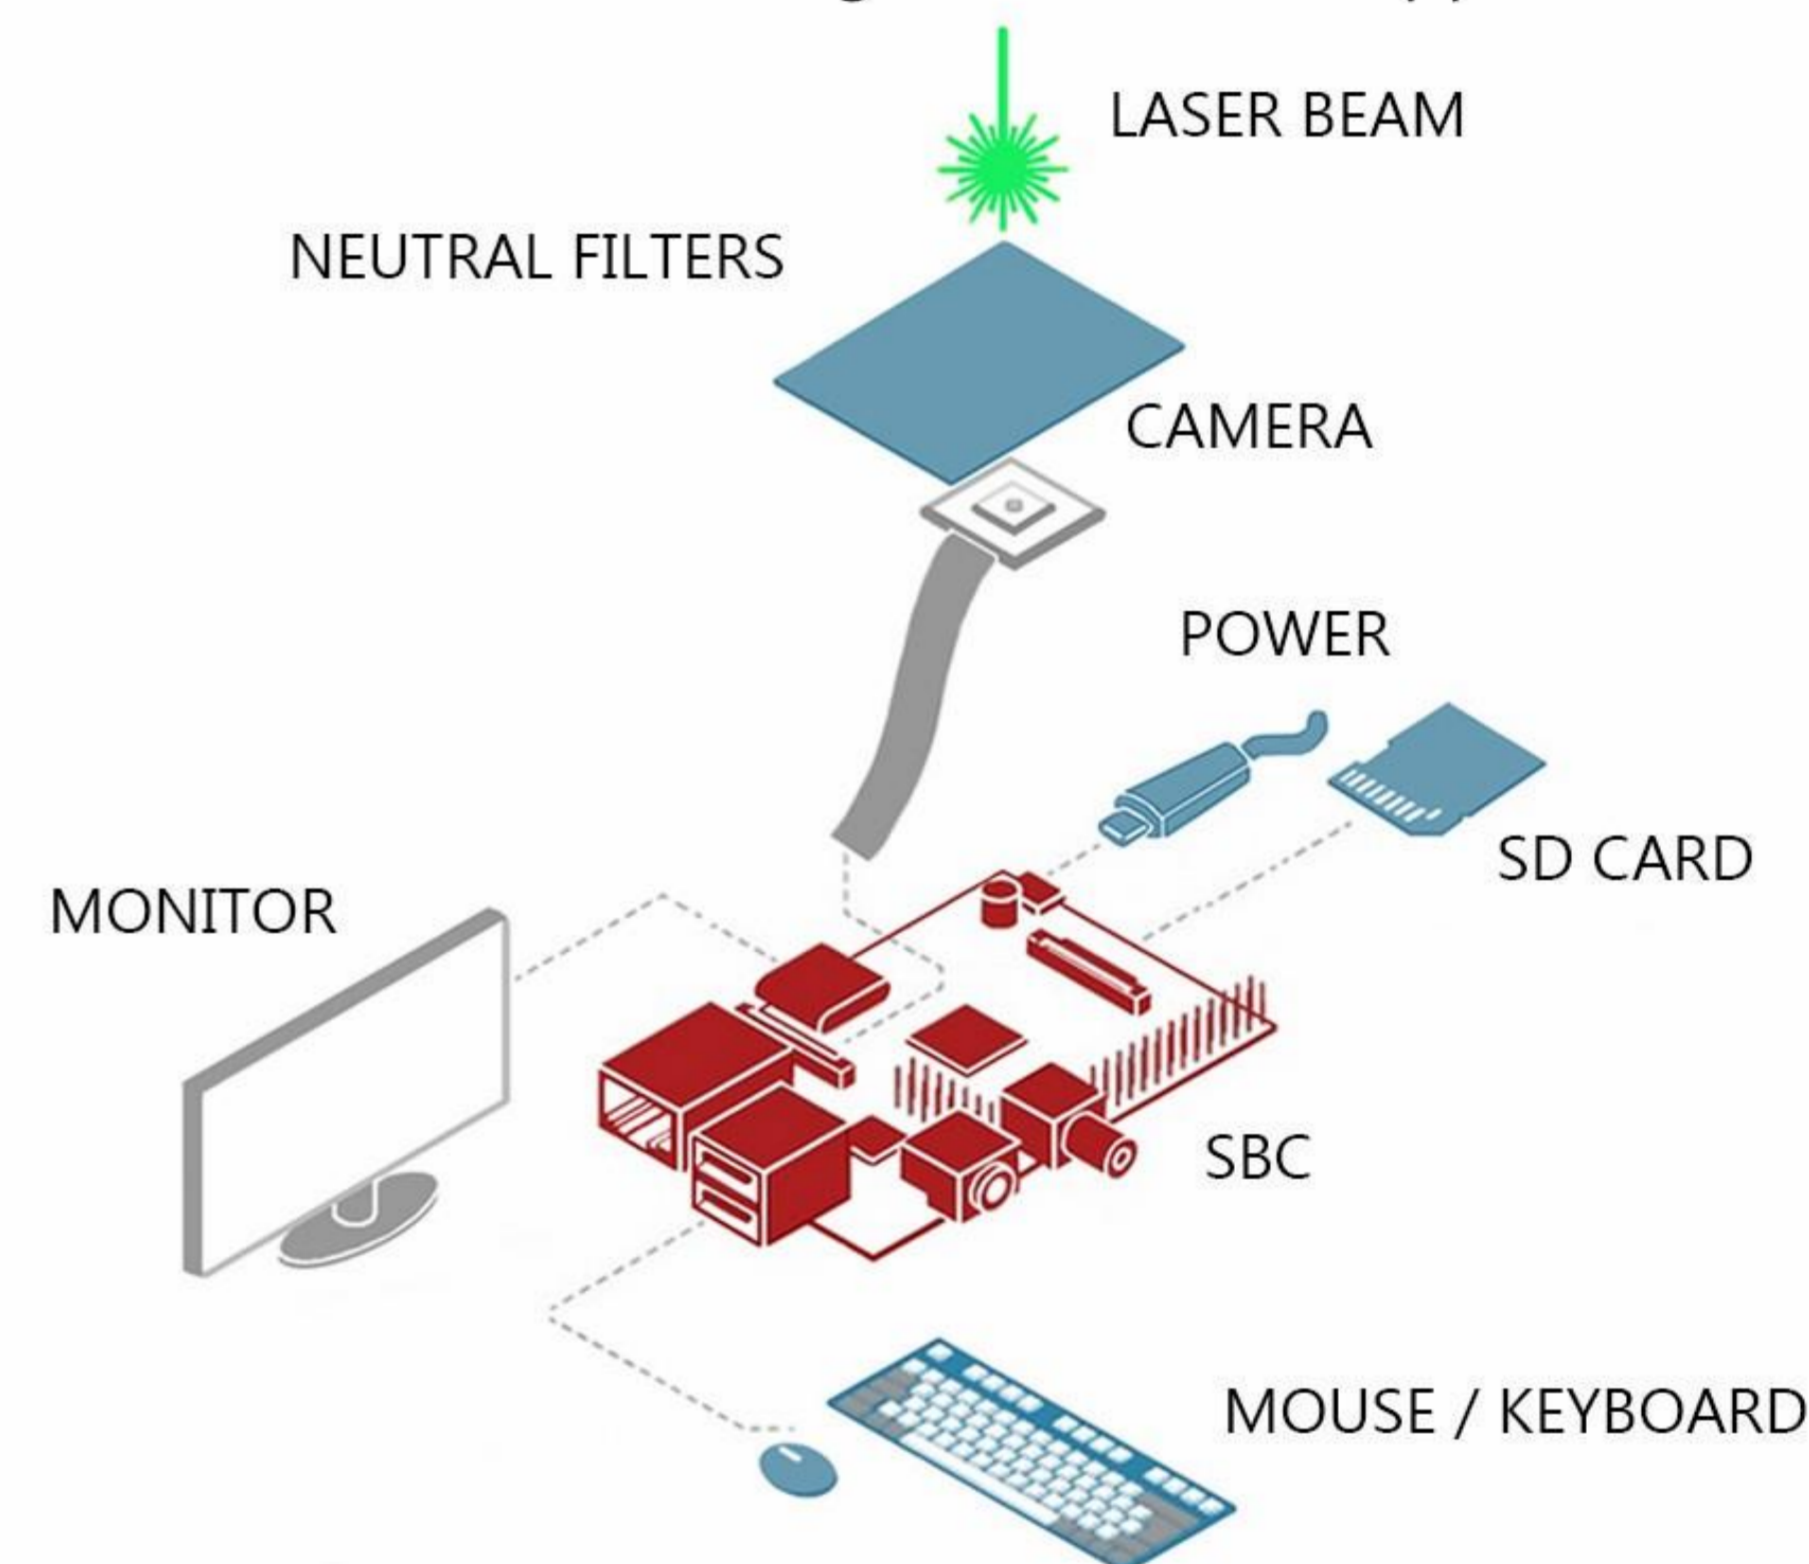 LASER BEAM
NEUTRAL FILTERS
CAMERA
POWER
SD CARD
MONITOR
SBC
MOUSE / KEYBOARD